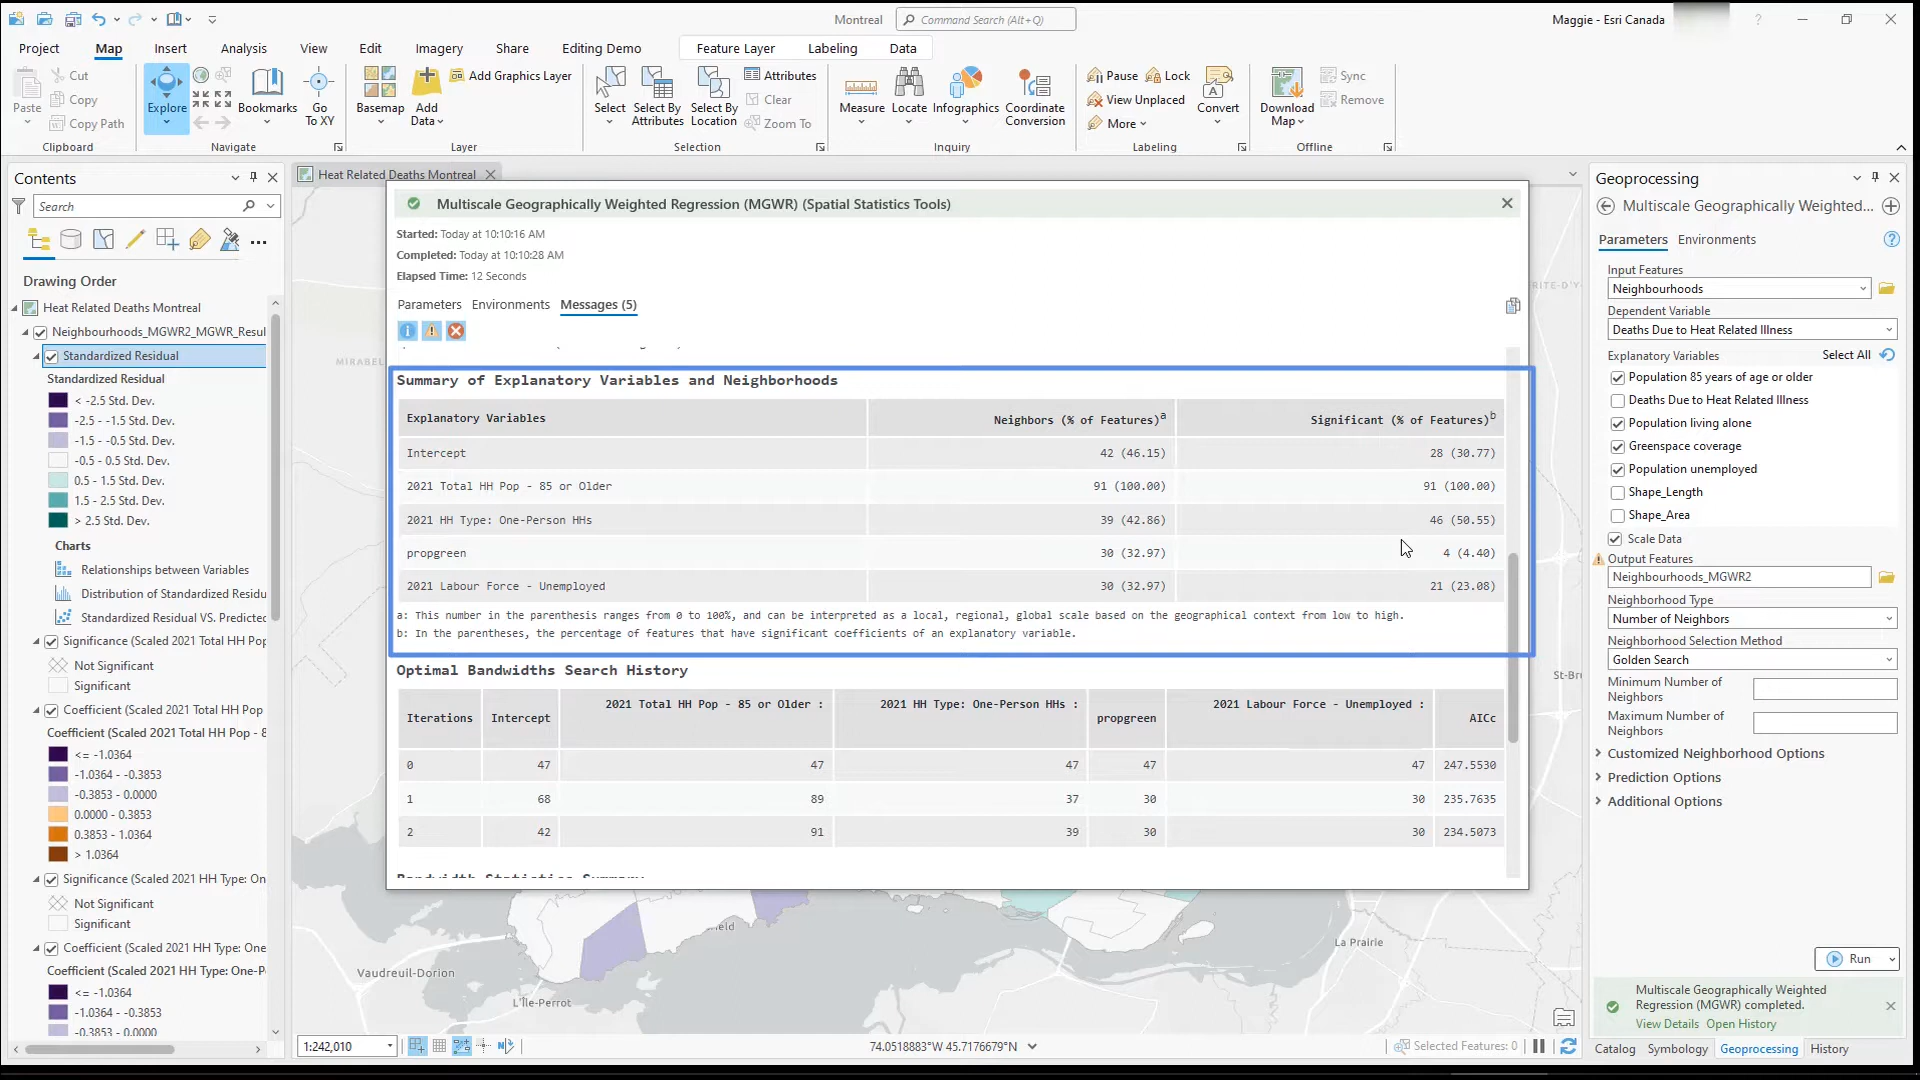 Montreal
Command Search (Alt+Q)
Maggie - Esri Canada
?
Project
Map
Insert
Analysis
View
Edit
Imagery
Share
Editing Demo
Feature Layer
Labeling
Data
Paste
Cut
Copy
Copy Path
Clipboard
Explore
Bookmarks
Go To XY
Navigate
Basemap
Add Data
Add Graphics Layer
Layer
Select
Select By Attributes
Select By Location
Attributes
Clear
Zoom To
Selection
Measure
Locate
Infographics
Coordinate Conversion
Inquiry
Pause
Lock
View Unplaced
More
Convert
Labeling
Download Map
Sync
Remove
Offline
Contents
Search
Drawing Order
Heat Related Deaths Montreal
Neighbourhoods_MGWR2_MGWR_Resul
Standardized Residual
Standardized Residual
< -2.5 Std. Dev.
-2.5 - -1.5 Std. Dev.
-1.5 - -0.5 Std. Dev.
-0.5 - 0.5 Std. Dev.
0.5 - 1.5 Std. Dev.
1.5 - 2.5 Std. Dev.
> 2.5 Std. Dev.
Charts
Relationships between Variables
Distribution of Standardized Residu
Standardized Residual VS. Predicted
Significance (Scaled 2021 Total HH Pop
Not Significant
Significant
Coefficient (Scaled 2021 Total HH Pop
Coefficient (Scaled 2021 Total HH Pop - 8
<= -1.0364
-1.0364 - -0.3853
-0.3853 - 0.0000
0.0000 - 0.3853
0.3853 - 1.0364
> 1.0364
Significance (Scaled 2021 HH Type: On
Not Significant
Significant
Coefficient (Scaled 2021 HH Type: One
Coefficient (Scaled 2021 HH Type: One-P
<= -1.0364
-1.0364 - -0.3853
-0.3853 - 0.0000
Heat Related Deaths Montreal
Multiscale Geographically Weighted Regression (MGWR) (Spatial Statistics Tools)
Started: Today at 10:10:16 AM
Completed: Today at 10:10:28 AM
Elapsed Time: 12 Seconds
Parameters
Environments
Messages (5)
Summary of Explanatory Variables and Neighborhoods
Explanatory Variables Neighbors (% of Features)a Significant (% of Features)b
Intercept 42 (46.15) 28 (30.77)
2021 Total HH Pop - 85 or Older 91 (100.00) 91 (100.00)
2021 HH Type: One-Person HHs 39 (42.86) 46 (50.55)
propgreen 30 (32.97) 4 (4.40)
2021 Labour Force - Unemployed 30 (32.97) 21 (23.08)
a: This number in the parenthesis ranges from 0 to 100%, and can be interpreted as a local, regional, global scale based on the geographical context from low to high.
b: In the parentheses, the percentage of features that have significant coefficients of an explanatory variable.
Optimal Bandwidths Search History
Iterations Intercept 2021 Total HH Pop - 85 or Older : 2021 HH Type: One-Person HHs : propgreen 2021 Labour Force - Unemployed : AICc
0 47 47 47 47 47 247.5530
1 68 89 37 30 30 235.7635
2 42 91 39 30 30 234.5073
MIRABEL
RITE-D'Y
St-Br
ield
La Prairie
Vaudreuil-Dorion
L'Île-Perrot
1:242,010
74.0518883°W 45.7176679°N
Selected Features: 0
Geoprocessing
Multiscale Geographically Weighted...
Parameters
Environments
Input Features
Neighbourhoods
Dependent Variable
Deaths Due to Heat Related Illness
Explanatory Variables
Select All
Population 85 years of age or older
Deaths Due to Heat Related Illness
Population living alone
Greenspace coverage
Population unemployed
Shape_Length
Shape_Area
Scale Data
Output Features
Neighbourhoods_MGWR2
Neighborhood Type
Number of Neighbors
Neighborhood Selection Method
Golden Search
Minimum Number of
Neighbors
Maximum Number of
Neighbors
Customized Neighborhood Options
Prediction Options
Additional Options
Run
Multiscale Geographically Weighted
Regression (MGWR) completed.
View Details
Open History
Catalog
Symbology
Geoprocessing
History